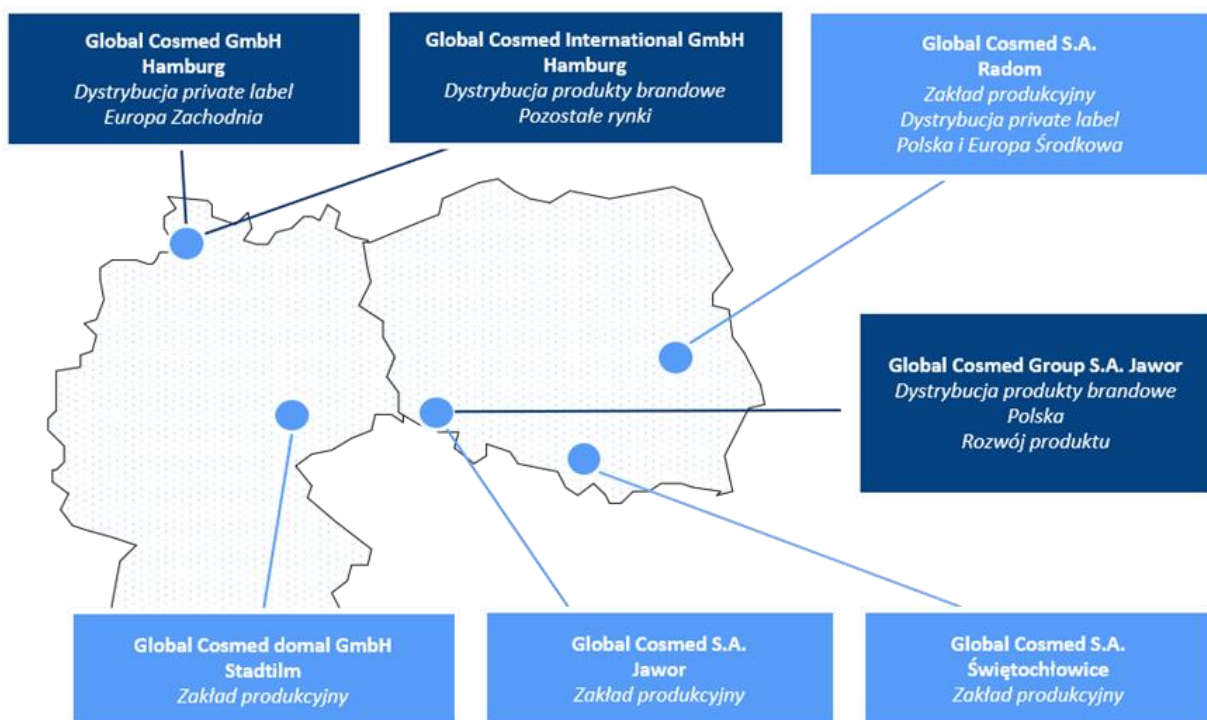 Global Cosmed GmbH
Hamburg
Dystrybucja private label
Europa Zachodnia
Global Cosmed International GmbH
Hamburg
Dystrybucja produkty brandowe
Pozostałe rynki
Global Cosmed S.A.
Radom
Zakład produkcyjny
Dystrybucja private label
Polska i Europa Środkowa
Global Cosmed Group S.A. Jawor
Dystrybucja produkty brandowe
Polska
Rozwój produktu
Global Cosmed domal GmbH
Stadtilm
Zakład produkcyjny
Global Cosmed S.A.
Jawor
Zakład produkcyjny
Global Cosmed S.A.
Świętochłowice
Zakład produkcyjny